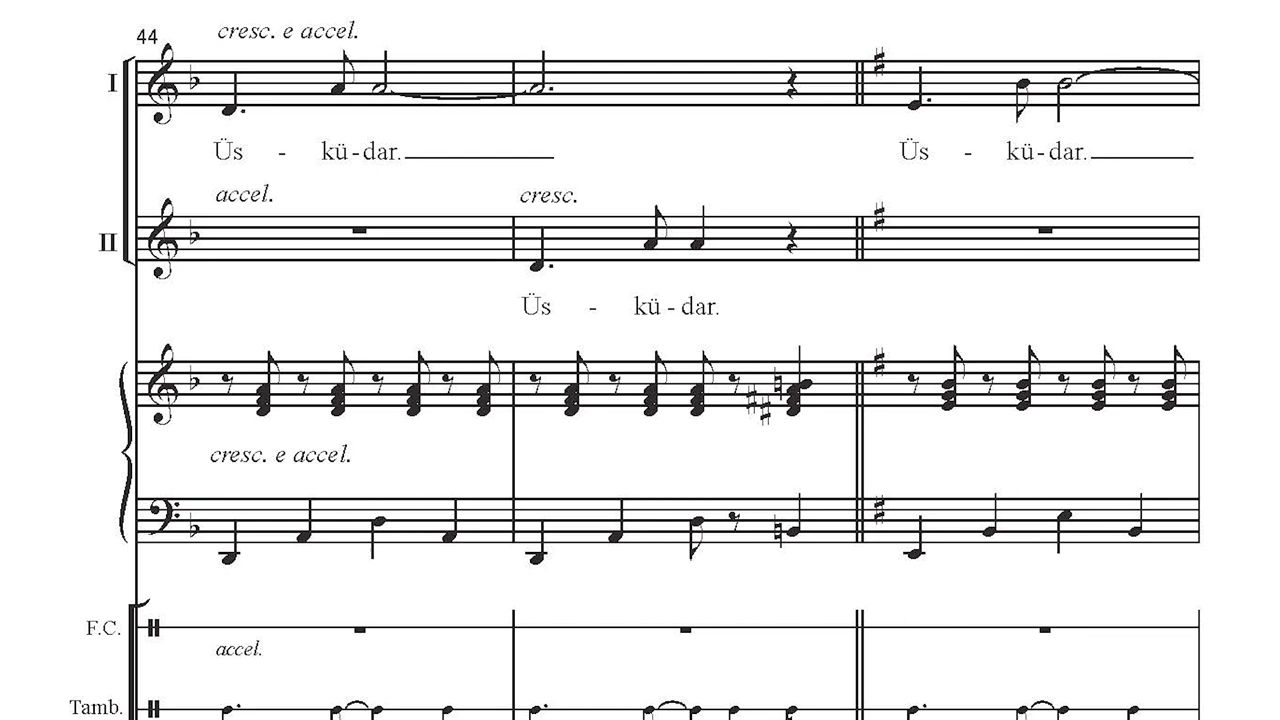 44
cresc. e accel.
I
Üs - kü-dar. Üs - kü-dar.
accel. cresc.
II
Üs - kü - dar.
cresc. e accel.
F.C.
accel.
Tamb.